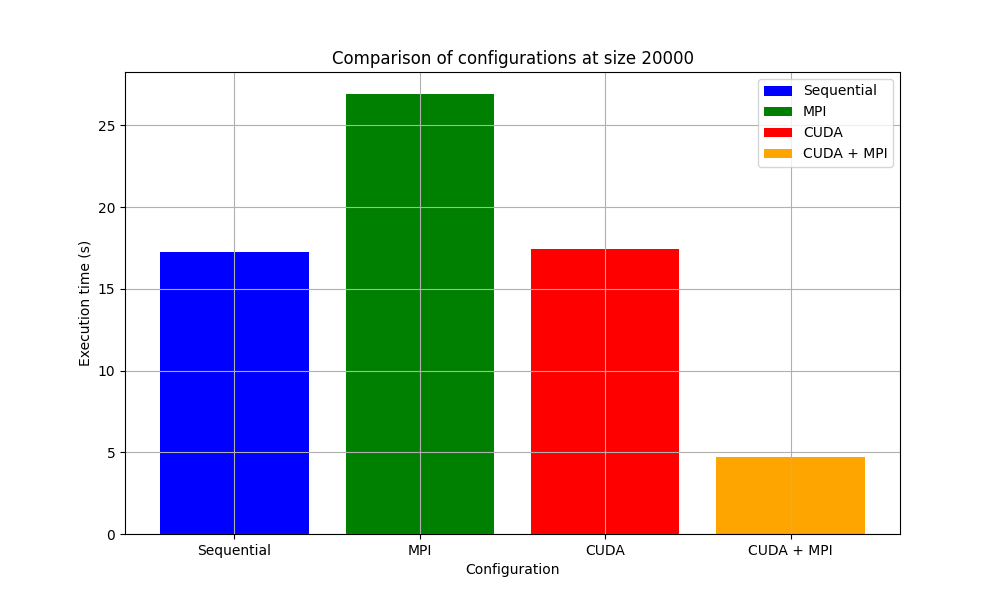 Comparison of configurations at size 20000
Sequential
MPI
CUDA
CUDA + MPI
25
20
15
10
5
0
Execution time (s)
Sequential MPI CUDA CUDA + MPI
Configuration